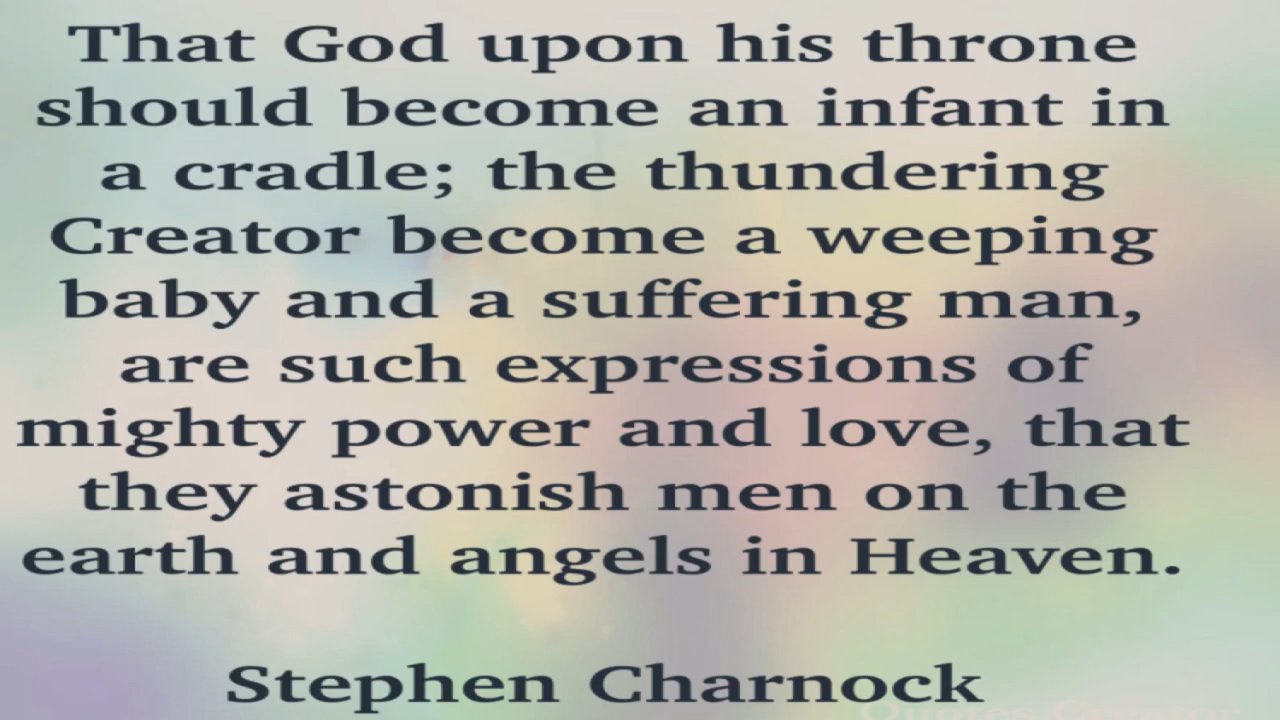 That God upon his throne
should become an infant in
a cradle; the thundering
Creator become a weeping
baby and a suffering man,
are such expressions of
mighty power and love, that
they astonish men on the
earth and angels in Heaven.
Stephen Charnock
Quotes Creator